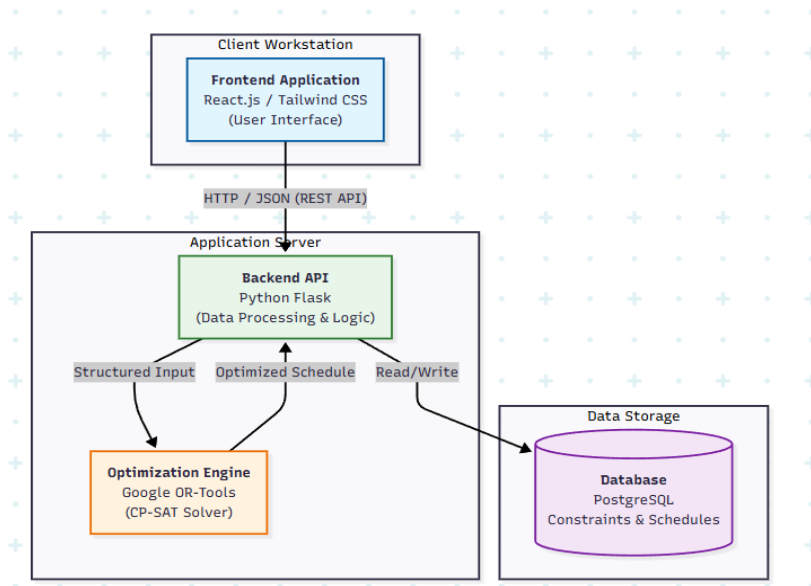 Client Workstation
Frontend Application
React.js / Tailwind CSS
(User Interface)
HTTP / JSON (REST API)
Application Server
Backend API
Python Flask
(Data Processing & Logic)
Structured Input
Optimized Schedule
Read/Write
Optimization Engine
Google OR-Tools
(CP-SAT Solver)
Data Storage
Database
PostgreSQL
Constraints & Schedules